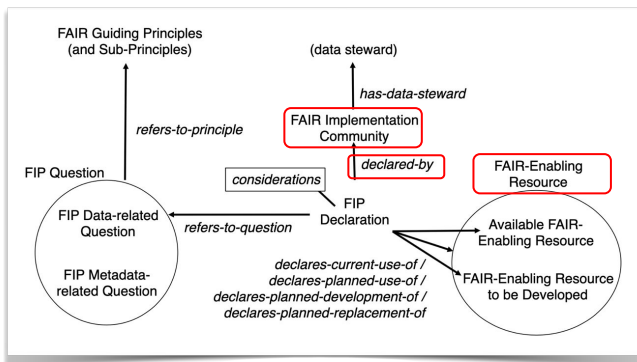 FAIR Guiding Principles
(and Sub-Principles)
(data steward)
has-data-steward
FAIR Implementation
Community
refers-to-principle
declared-by
FAIR-Enabling
Resource
FIP Question
considerations
FIP
Declaration
FIP Data-related
Question
refers-to-question
Available FAIR-
Enabling Resource
FIP Metadata-
related Question
declares-current-use-of /
declares-planned-use-of /
declares-planned-development-of /
declares-planned-replacement-of
FAIR-Enabling Resource
to be Developed